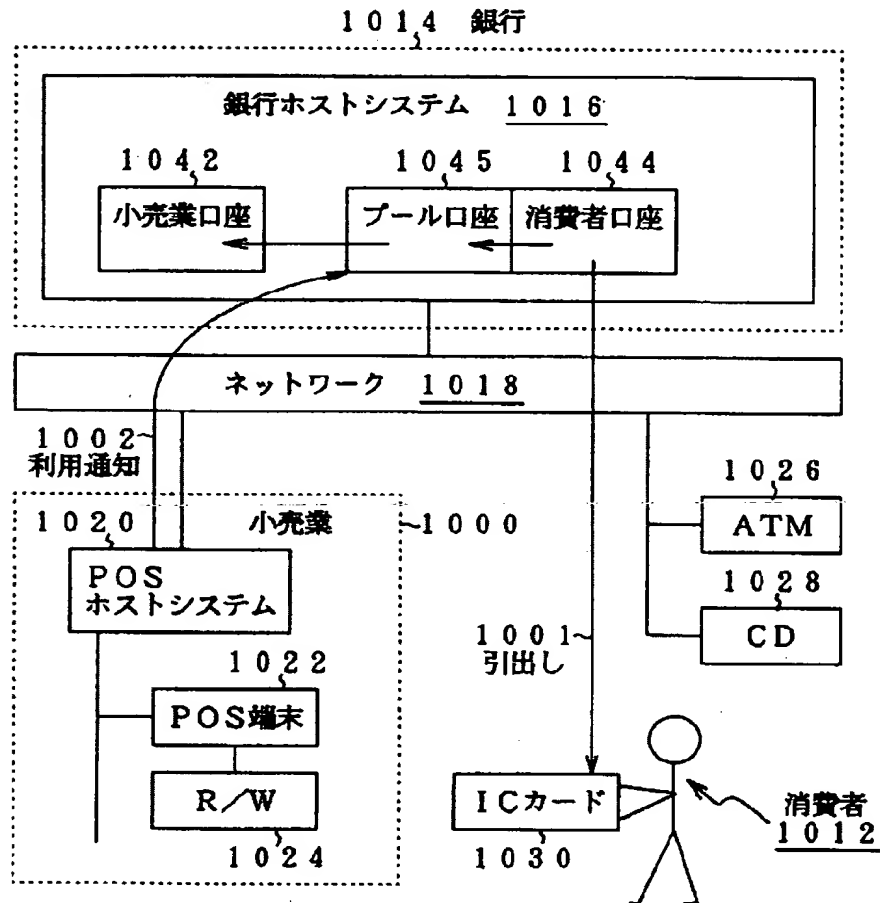 1014 銀行
銀行ホストシステム 1016
1042
1045
1044
小売業口座
プール口座
消費者口座
ネットワーク 1018
1002
利用通知
1026
ATM
1020
小売業
1000
POS
ホストシステム
1028
CD
1001
引出し
1022
POS端末
R/W
1024
ICカード
1030
消費者
1012